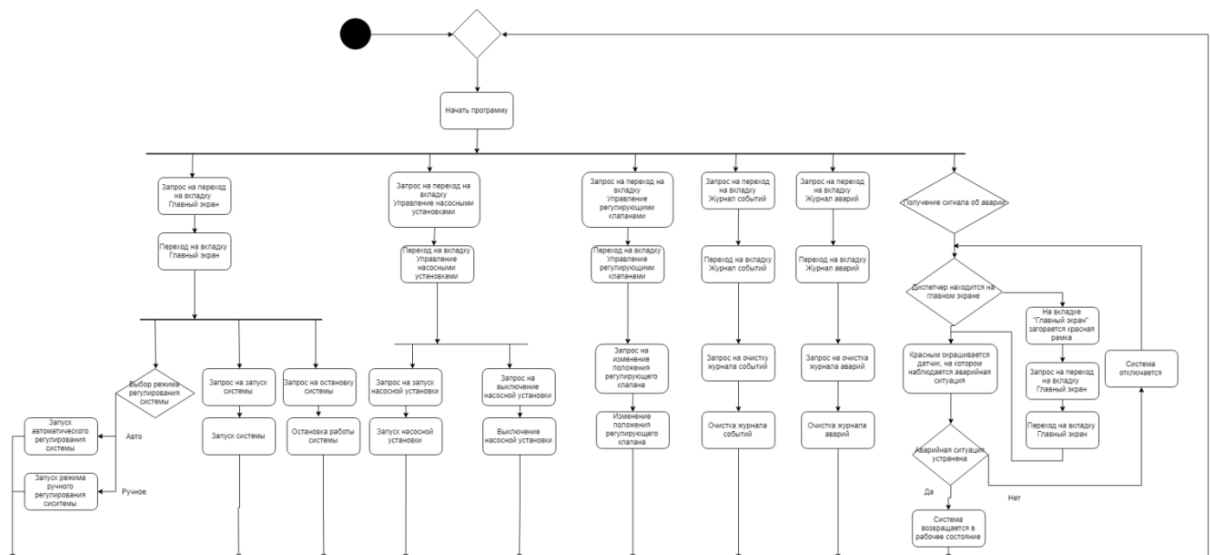 Начать программу
Запрос на переход
на вкладку
Главный экран
Переход на вкладку
Главный экран
Выбор режима
регулирования
системы
Авто
Ручное
Запуск
автоматического
регулирования
системы
Запуск режима
ручного
регулирования
сиситемы
Запрос на запуск
системы
Запуск системы
Запрос на остановку
системы
Остановка работы
системы
Запрос на переход на
вкладку
Управление насосными
установками
Переход на вкладку
Управление
насосными
установками
Запрос на запуск
насосной установки
Запуск насосной
установки
Запрос на
выключение
насосной установки
Выключение
насосной установки
Запрос на переход на
вкладку
Управление
регулирующими
клапанами
Переход на вкладку
Управление
регулирующими
клапанами
Запрос на
изменение
положения
регулирующего
клапана
Изменение
положения
регулирующего
клапана
Запрос на переход
на вкладку
Журнал событий
Переход на вкладку
Журнал событий
Запрос на очистку
журнала событий
Очистка журнала
событий
Запрос на переход
на вкладку
Журнал аварий
Переход на вкладку
Журнал аварий
Запрос на очистку
журнала аварий
Очистка журнала
аварий
Получение сигнала об аварии
Диспетчер находится на
главном экране
На вкладке
"Главный экран"
загорается красная
рамка
Запрос на переход
на вкладку
Главный экран
Переход на вкладку
Главный экран
Красным окрашивается
датчик, на котором
наблюдается аварийная
ситуация
Аварийная ситуация
устранена
Да
Нет
Система
отключается
Система
возвращается в
рабочее состояние